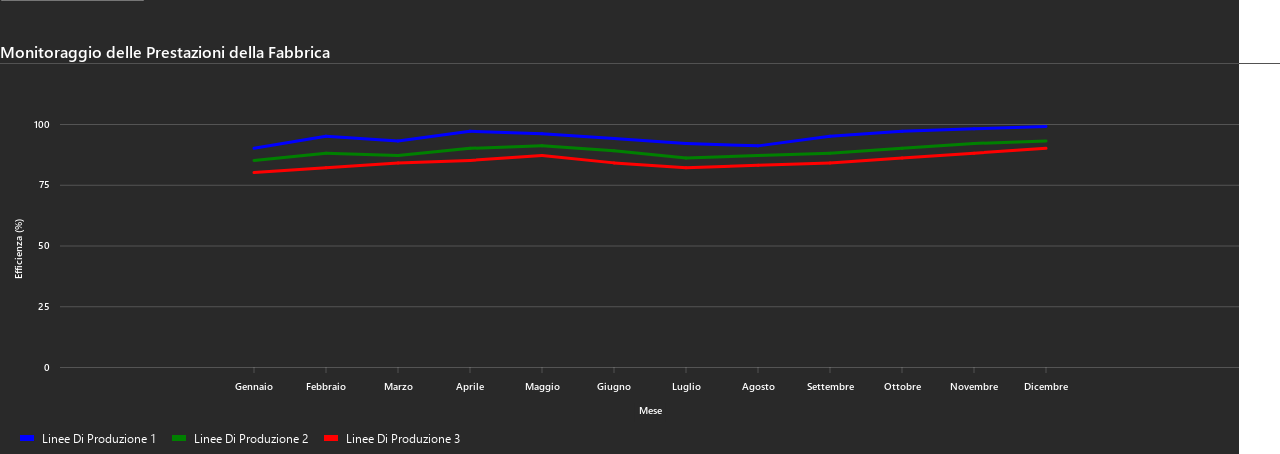 Monitoraggio delle Prestazioni della Fabbrica
100
75
50
25
0
Efficienza (%)
Gennaio Febbraio Marzo Aprile Maggio Giugno Luglio Agosto Settembre Ottobre Novembre Dicembre
Mese
Linee Di Produzione 1 Linee Di Produzione 2 Linee Di Produzione 3